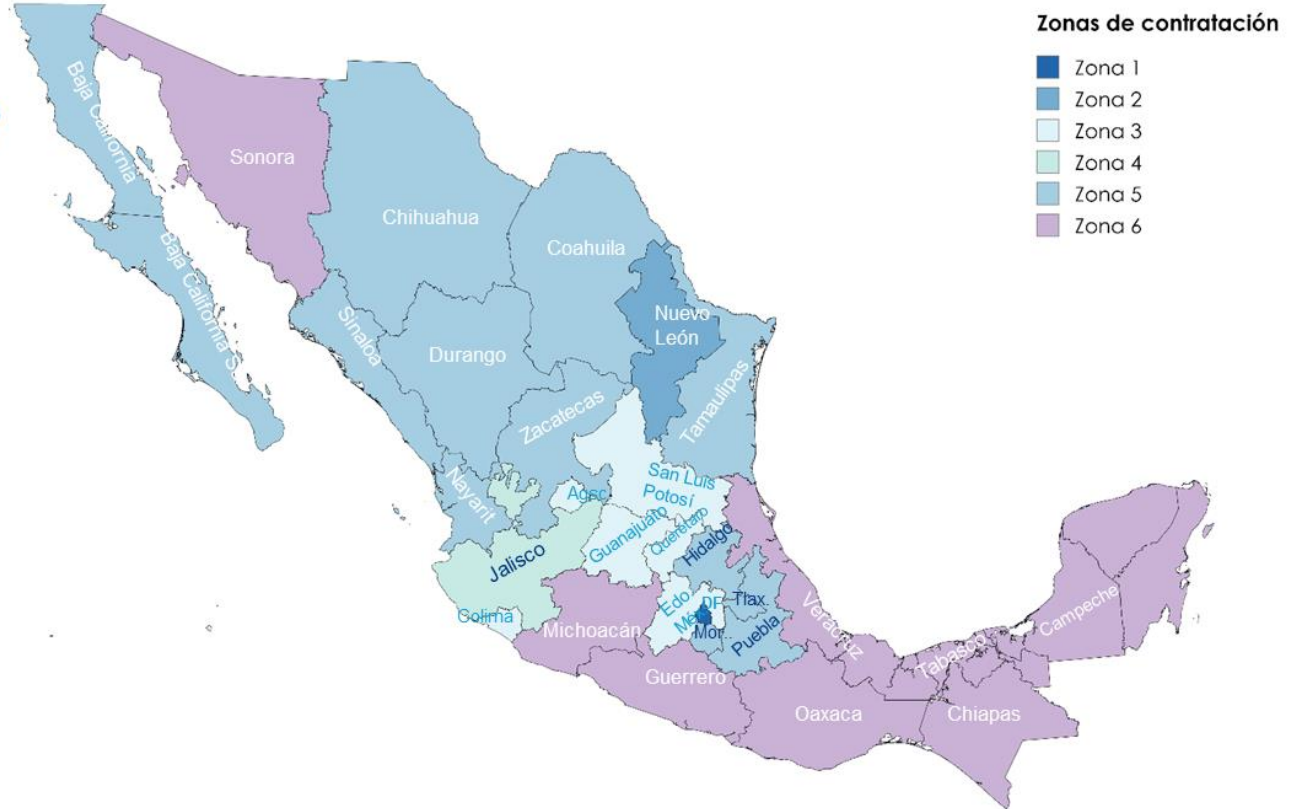 Zonas de contratación
Zona 1
Zona 2
Zona 3
Zona 4
Zona 5
Zona 6
Baja California
Sonora
Chihuahua
Coahuila
Baja California S
Nuevo
León
Sinaloa
Durango
Tamaulipas
Zacatecas
San Luis
Potosí
Nayarit
Agsc
Guanajuato
Querétaro
Hidalgo
Jalisco
Edo
Méx
DF
Tlax.
Colima
Michoacán
Mor.
Puebla
Veracruz
Campeche
Tabasco
Guerrero
Oaxaca
Chiapas